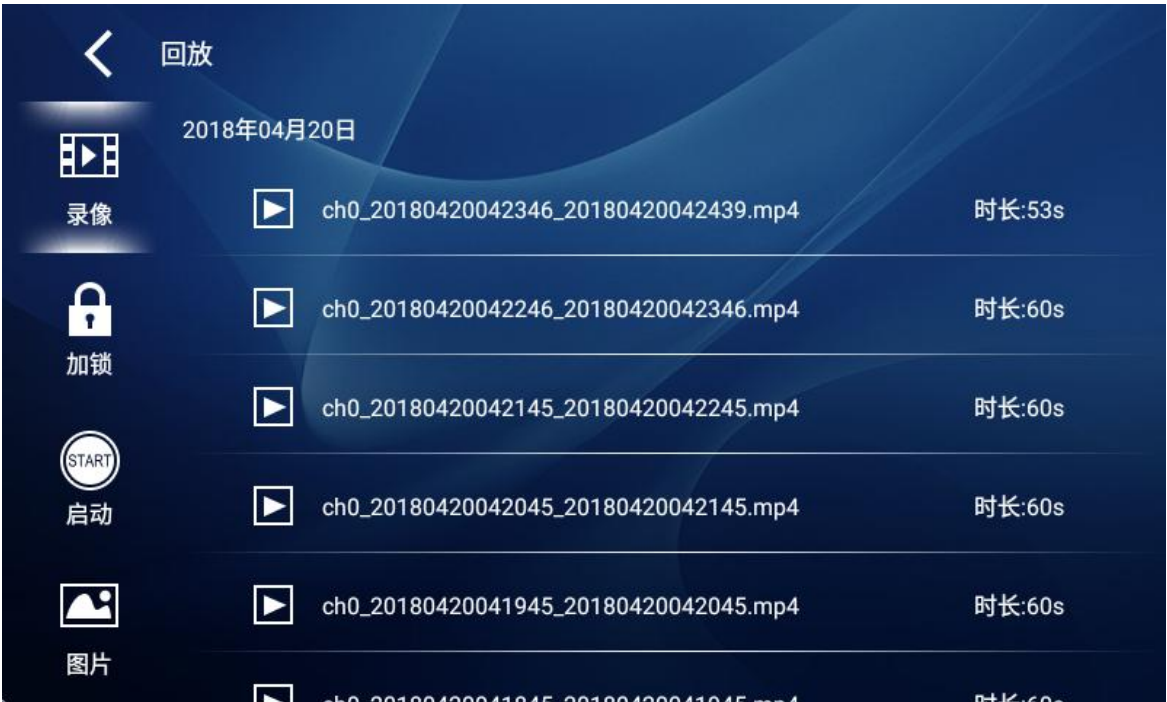 回放
2018年04月20日
录像
ch0_20180420042346_20180420042439.mp4 时长:53s
加锁
ch0_20180420042246_20180420042346.mp4 时长:60s
ch0_20180420042145_20180420042245.mp4 时长:60s
START
启动
ch0_20180420042045_20180420042145.mp4 时长:60s
ch0_20180420041945_20180420042045.mp4 时长:60s
图片